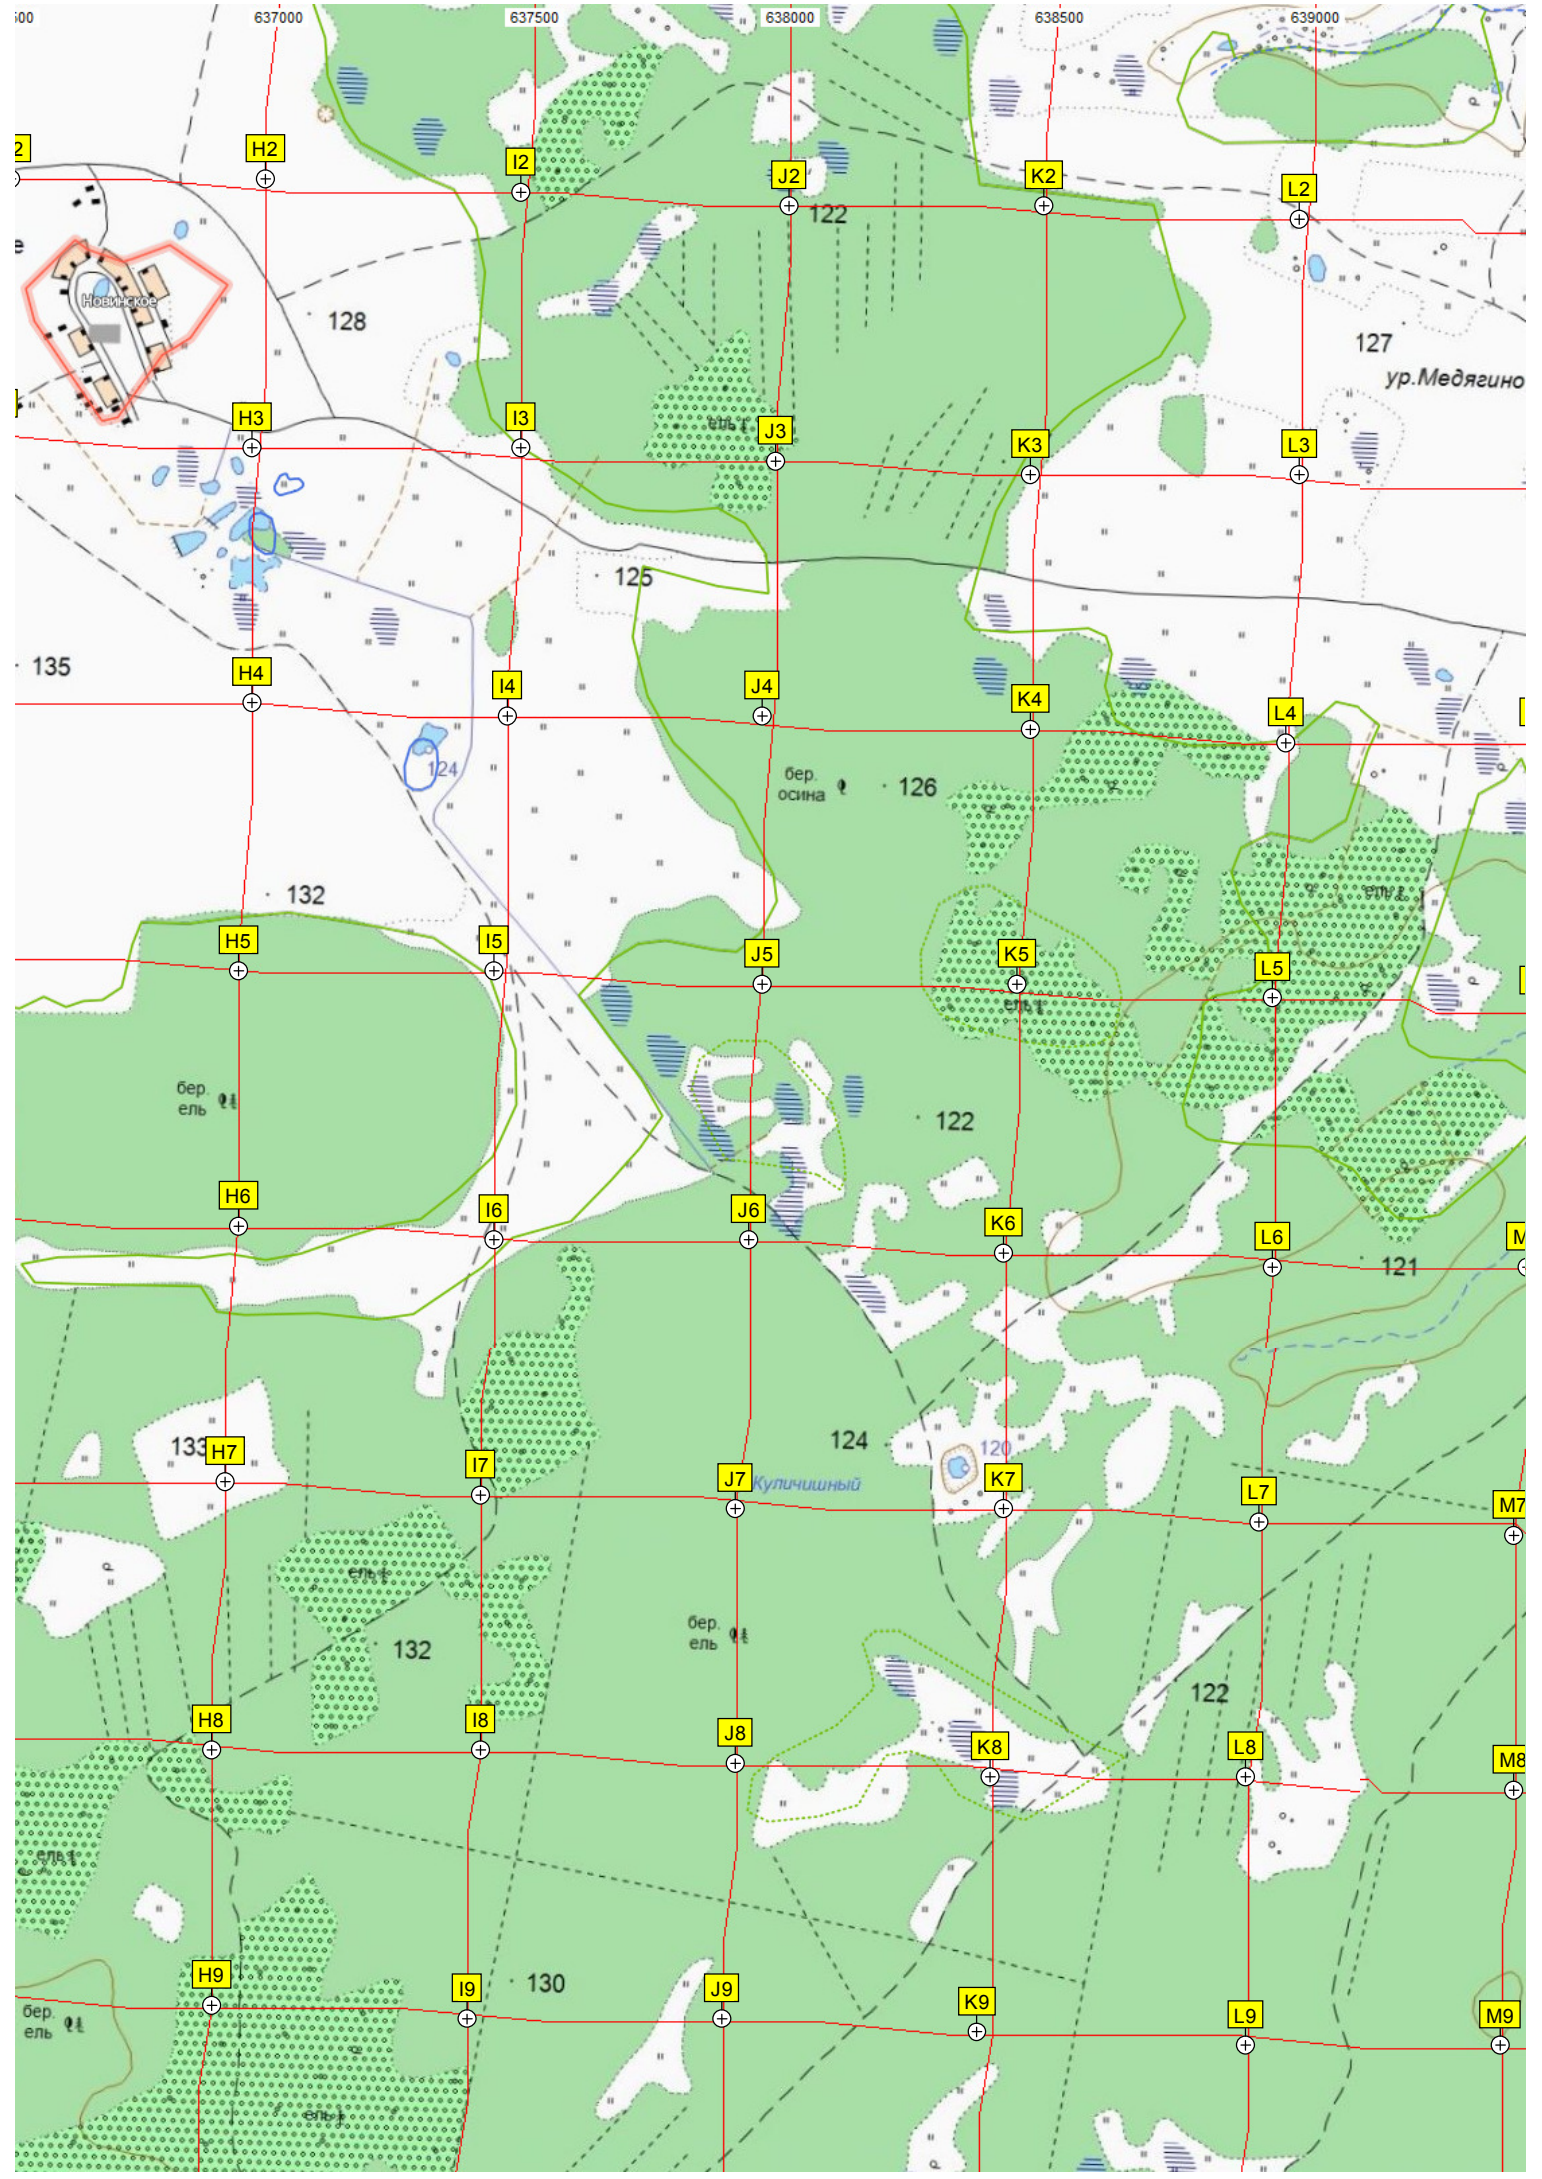 637000 637500 638000 638500 639000
H2 I2 J2 K2 L2
122
Новинское
128
127
ур.Медягино
ель
H3 I3 J3 K3 L3
125
135
H4 I4 J4 K4 L4
124
бер.
осина
126
132
ель
H5 I5 J5 K5 L5
ель
бер.
ель
122
H6 I6 J6 K6 L6
121
133
124
120
H7 I7 J7 K7 L7 M7
Куличишный
ель
132
бер.
ель
122
H8 I8 J8 K8 L8 M8
ель
130
H9 I9 J9 K9 L9 M9
бер.
ель
ель